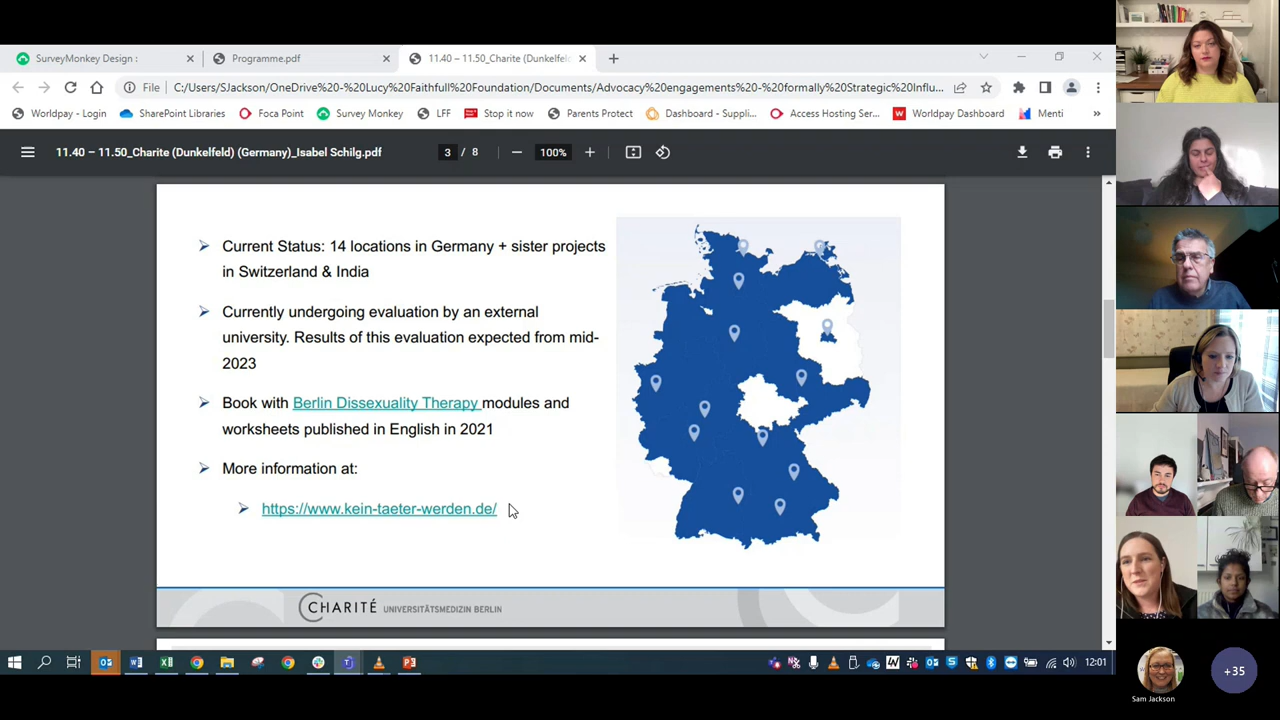 SurveyMonkey Design :
Programme.pdf
11.40 – 11.50_Charite (Dunkelfel
File
C:/Users/SJackson/OneDrive%20-%20Lucy%20Faithfull%20Foundation/Documents/Advocacy%20engagements%20-%20formally%20Strategic%20Influ...
Worldpay - Login
SharePoint Libraries
Foca Point
Survey Monkey
LFF
Stop it now
Parents Protect
Dashboard - Suppli...
Access Hosting Ser...
Worldpay Dashboard
Menti
»
11.40 – 11.50_Charite (Dunkelfeld) (Germany)_Isabel Schilg.pdf
3 / 8
100%
Current Status: 14 locations in Germany + sister projects
in Switzerland & India
Currently undergoing evaluation by an external
university. Results of this evaluation expected from mid-
2023
Book with Berlin Dissexuality Therapy modules and
worksheets published in English in 2021
More information at:
https://www.kein-taeter-werden.de/
CHARITÉ UNIVERSITÄTSMEDIZIN BERLIN
12:01
Sam Jackson
+35